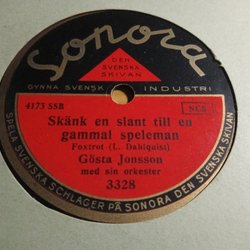 Sonora
DEN
SVENSKA
SKIVAN
GYNNA SVENSK INDUSTRI
4173 SSB
NCB
Skänk en slant till en
gammal speleman
Foxtrot (L. Dahlquist)
Gösta Jonsson
med sin orkester
3328
SPELA SVENSKA SCHLAGER PÅ SONORA DEN SVENSKA SKIVAN